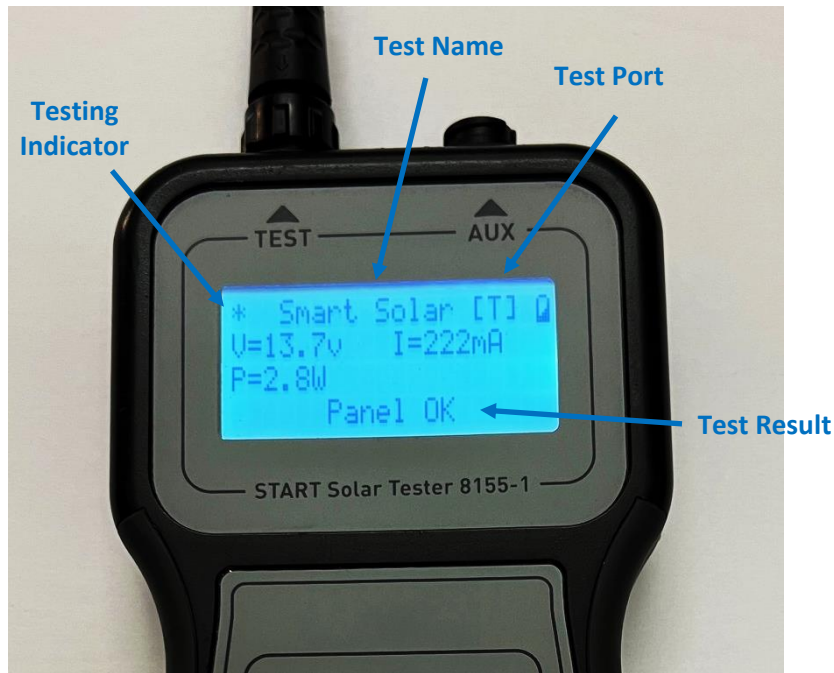 Test Name
Test Port
Testing
Indicator
TEST
AUX
* Smart Solar [T]
V=13.7v I=222mA
P=2.8W
Panel OK
Test Result
START Solar Tester 8155-1